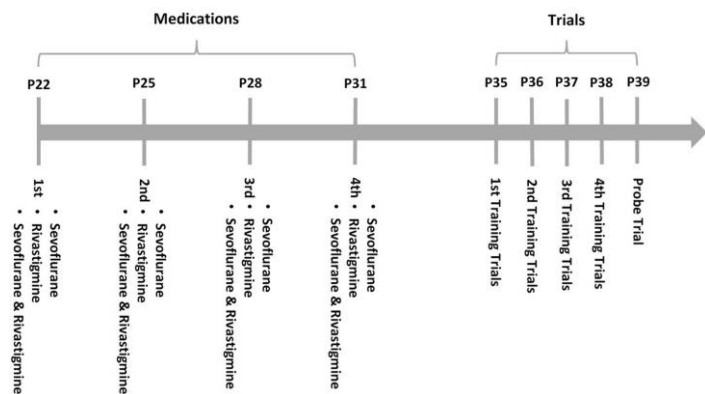 Medications
Trials
P22
P25
P28
P31
P35
P36
P37
P38
P39
• Sevoflurane
1st • Rivastigmine
• Sevoflurane & Rivastigmine
• Sevoflurane
2nd • Rivastigmine
• Sevoflurane & Rivastigmine
• Sevoflurane
3rd • Rivastigmine
• Sevoflurane & Rivastigmine
• Sevoflurane
4th • Rivastigmine
• Sevoflurane & Rivastigmine
1st Training Trials
2nd Training Trials
3rd Training Trials
4th Training Trials
Probe Trial